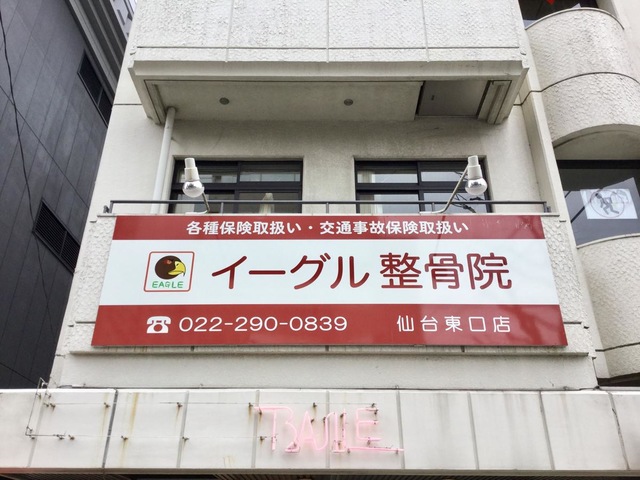 各種保険取扱い・交通事故保険取扱い
EAGLE
イーグル 整骨院
☎ 022-290-0839 仙台東口店